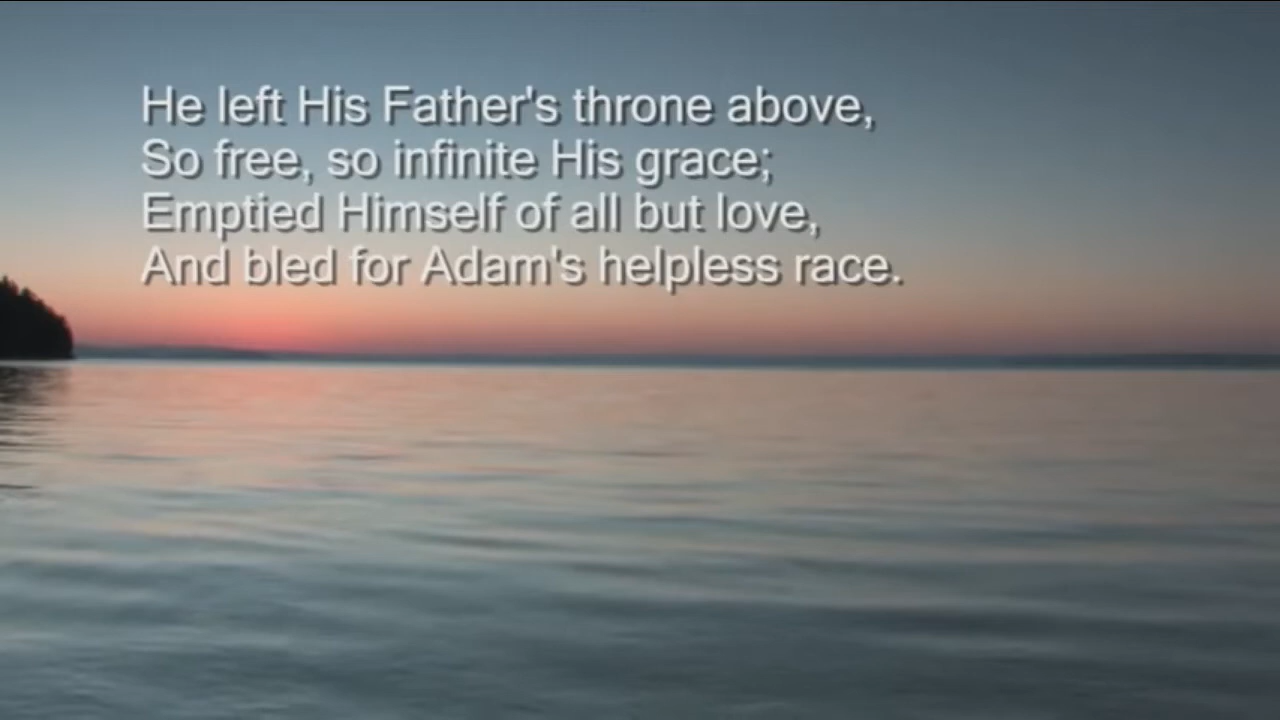 He left His Father's throne above,
So free, so infinite His grace;
Emptied Himself of all but love,
And bled for Adam's helpless race.